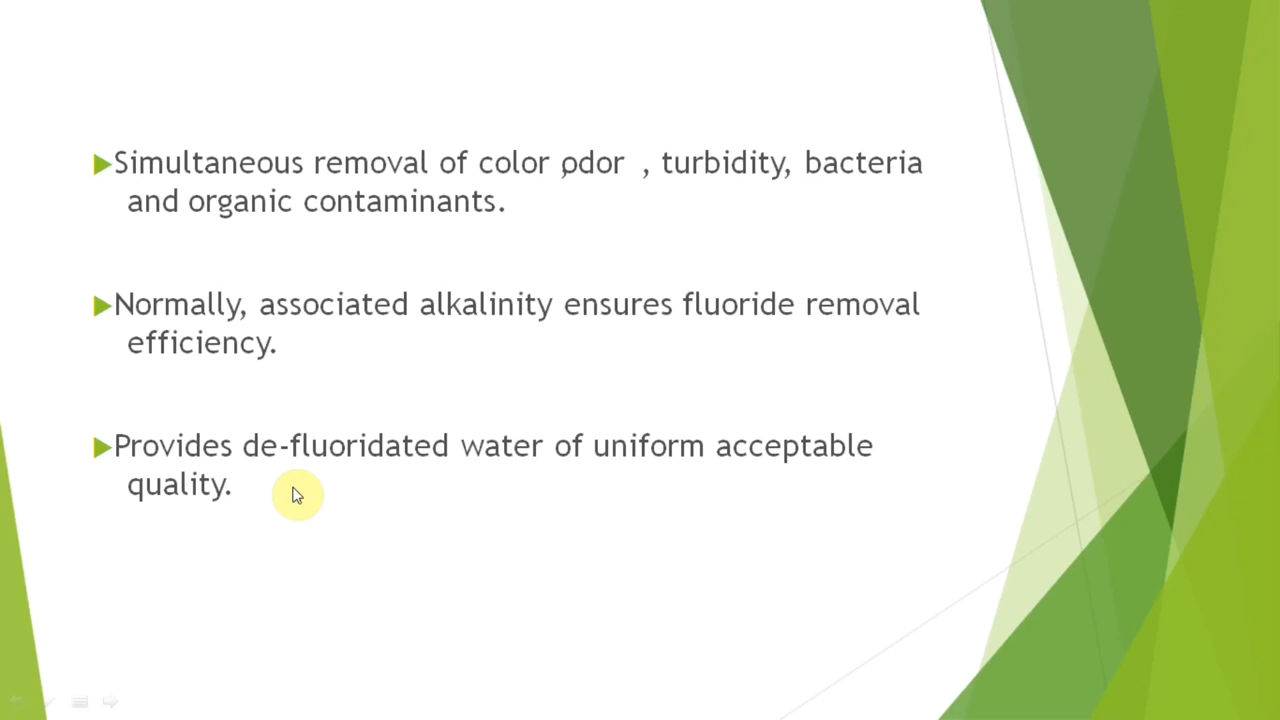 Simultaneous removal of color ,odor , turbidity, bacteria
and organic contaminants.
Normally, associated alkalinity ensures fluoride removal
efficiency.
Provides de-fluoridated water of uniform acceptable
quality.